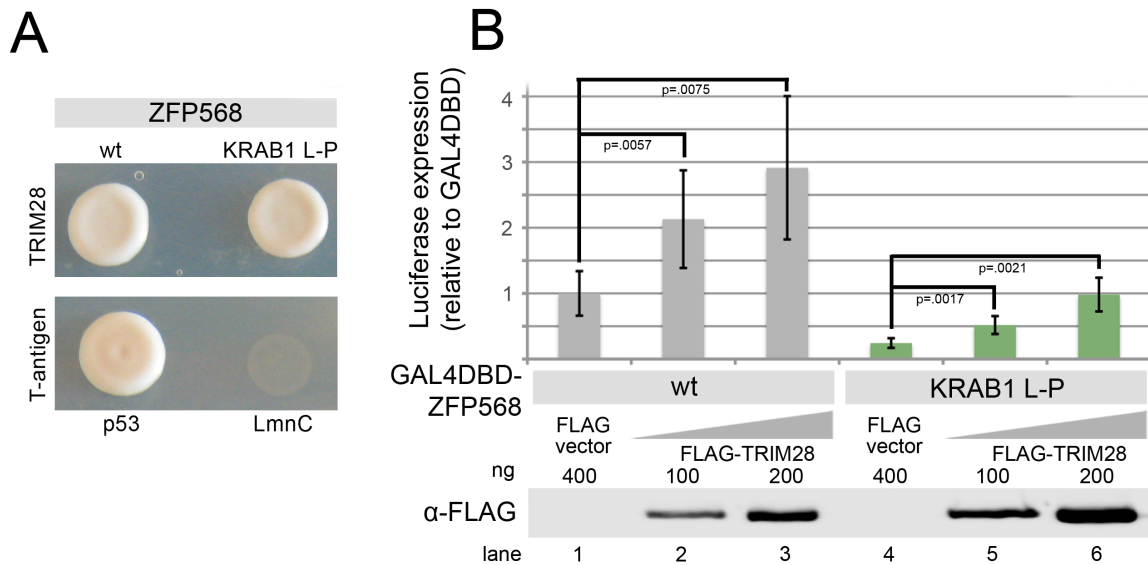 A
ZFP568
wt KRAB1 L-P
TRIM28
T-antigen
p53 LmnC
B
Luciferase expression
(relative to GAL4DBD)
4
3
2
1
p=.0075
p=.0057
p=.0021
p=.0017
GAL4DBD-
ZFP568
wt KRAB1 L-P
FLAG
vector
FLAG-TRIM28
FLAG
vector
FLAG-TRIM28
ng 400 100 200 400 100 200
α-FLAG
lane 1 2 3 4 5 6